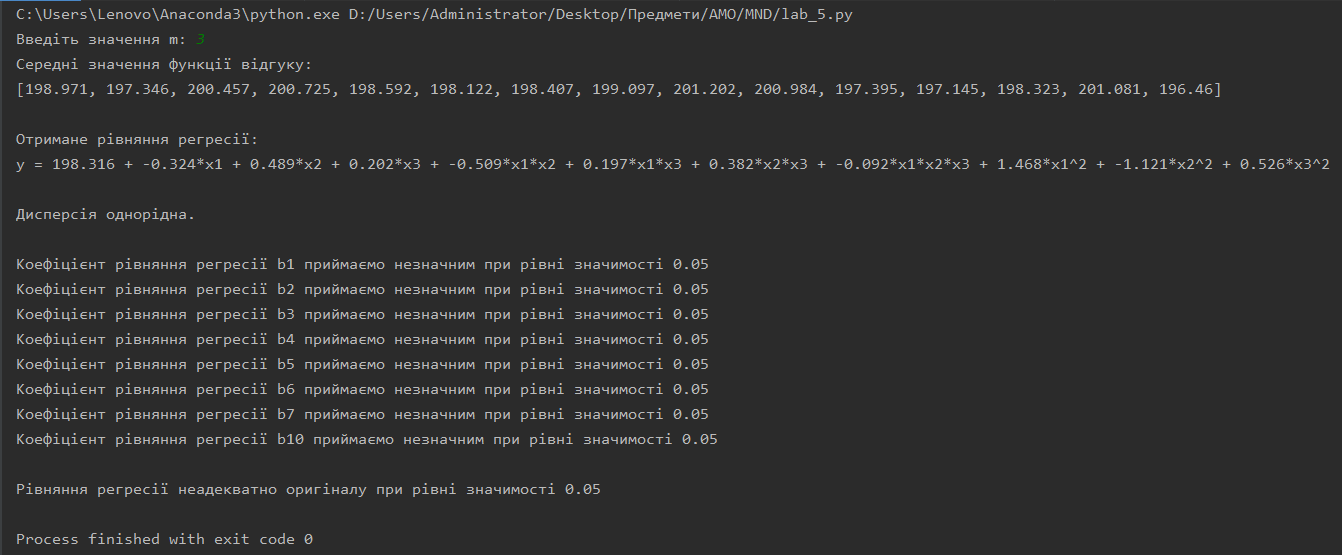 C:\Users\Lenovo\Anaconda3\python.exe D:/Users/Administrator/Desktop/Предмети/АМО/MND/lab_5.py
Введіть значення m: 3
Середні значення функції відгуку:
[198.971, 197.346, 200.457, 200.725, 198.592, 198.122, 198.407, 199.097, 201.202, 200.984, 197.395, 197.145, 198.323, 201.081, 196.46]
Отримане рівняння регресії:
y = 198.316 + -0.324*x1 + 0.489*x2 + 0.202*x3 + -0.509*x1*x2 + 0.197*x1*x3 + 0.382*x2*x3 + -0.092*x1*x2*x3 + 1.468*x1^2 + -1.121*x2^2 + 0.526*x3^2
Дисперсія однорідна.
Коефіцієнт рівняння регресії b1 приймаємо незначним при рівні значимості 0.05
Коефіцієнт рівняння регресії b2 приймаємо незначним при рівні значимості 0.05
Коефіцієнт рівняння регресії b3 приймаємо незначним при рівні значимості 0.05
Коефіцієнт рівняння регресії b4 приймаємо незначним при рівні значимості 0.05
Коефіцієнт рівняння регресії b5 приймаємо незначним при рівні значимості 0.05
Коефіцієнт рівняння регресії b6 приймаємо незначним при рівні значимості 0.05
Коефіцієнт рівняння регресії b7 приймаємо незначним при рівні значимості 0.05
Коефіцієнт рівняння регресії b10 приймаємо незначним при рівні значимості 0.05
Рівняння регресії неадекватно оригіналу при рівні значимості 0.05
Process finished with exit code 0